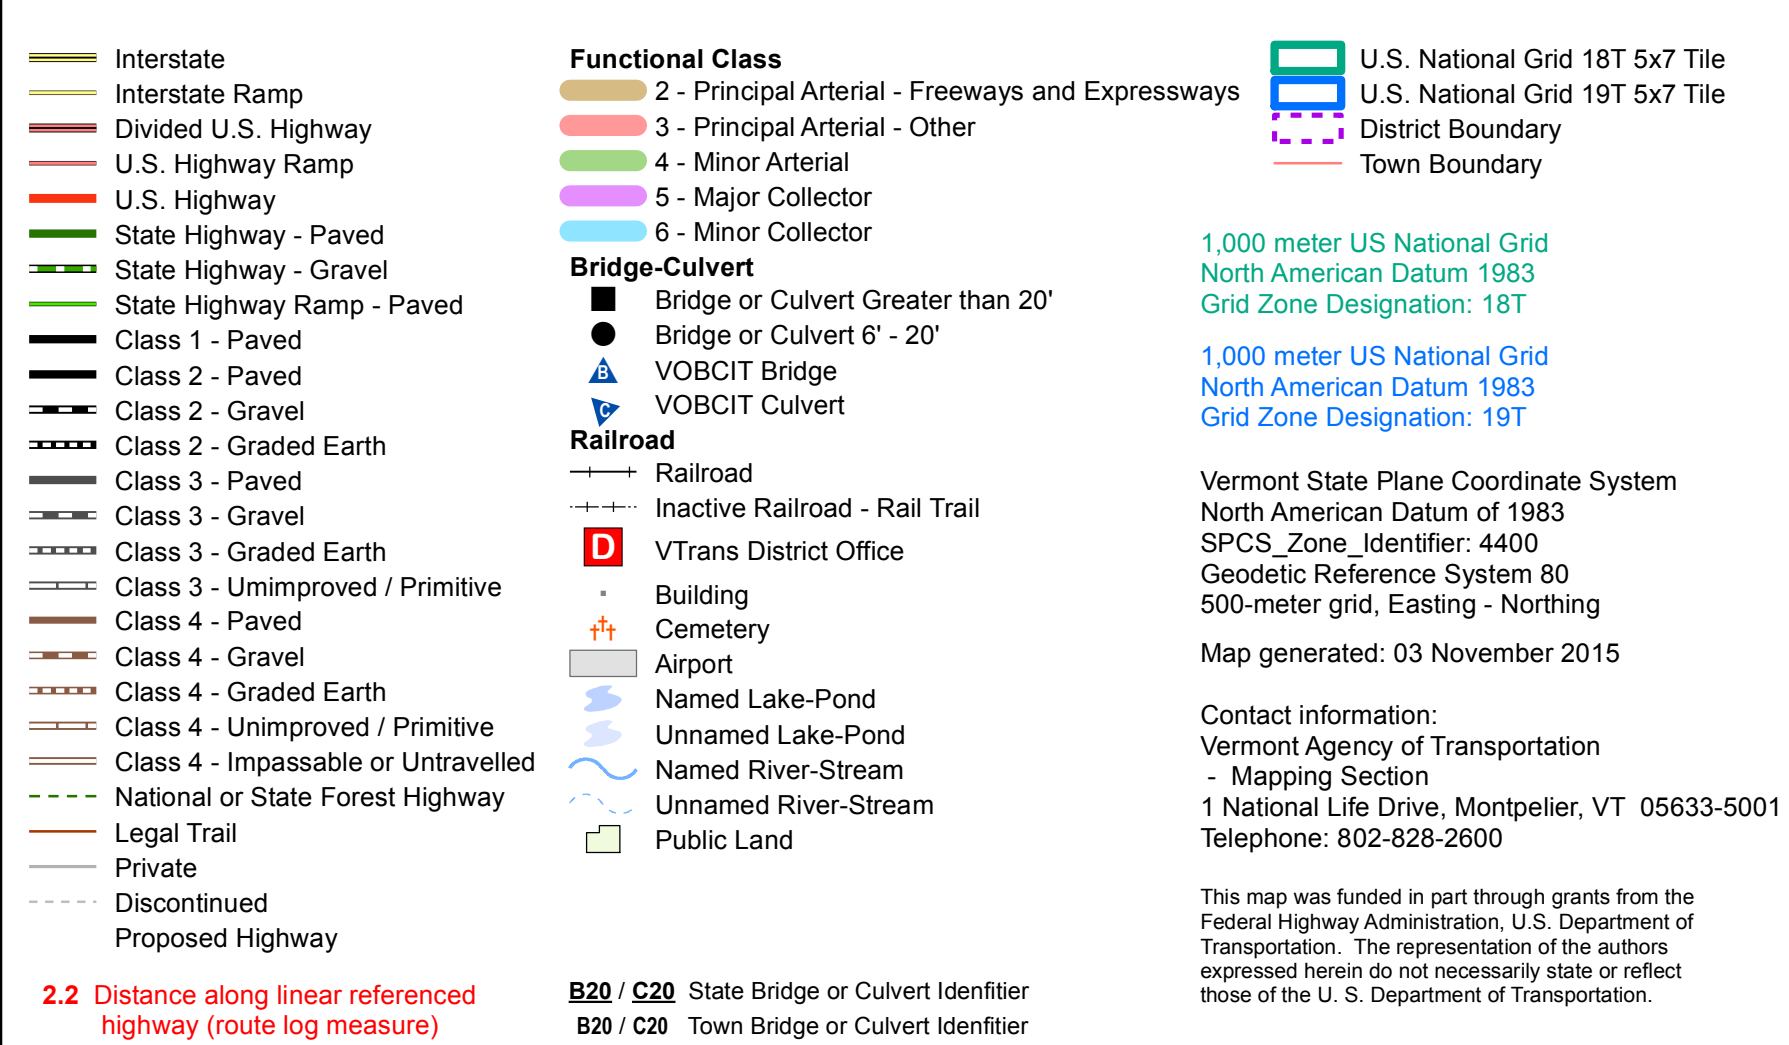 Interstate
Interstate Ramp
Divided U.S. Highway
U.S. Highway Ramp
U.S. Highway
State Highway - Paved
State Highway - Gravel
State Highway Ramp - Paved
Class 1 - Paved
Class 2 - Paved
Class 2 - Gravel
Class 2 - Graded Earth
Class 3 - Paved
Class 3 - Gravel
Class 3 - Graded Earth
Class 3 - Umimproved / Primitive
Class 4 - Paved
Class 4 - Gravel
Class 4 - Graded Earth
Class 4 - Unimproved / Primitive
Class 4 - Impassable or Untravelled
National or State Forest Highway
Legal Trail
Private
Discontinued
Proposed Highway
2.2 Distance along linear referenced
highway (route log measure)
Functional Class
2 - Principal Arterial - Freeways and Expressways
3 - Principal Arterial - Other
4 - Minor Arterial
5 - Major Collector
6 - Minor Collector
Bridge-Culvert
Bridge or Culvert Greater than 20'
Bridge or Culvert 6' - 20'
B VOBCIT Bridge
C VOBCIT Culvert
Railroad
Railroad
Inactive Railroad - Rail Trail
D VTrans District Office
Building
Cemetery
Airport
Named Lake-Pond
Unnamed Lake-Pond
Named River-Stream
Unnamed River-Stream
Public Land
B20 / C20 State Bridge or Culvert Idenfitier
B20 / C20 Town Bridge or Culvert Idenfitier
U.S. National Grid 18T 5x7 Tile
U.S. National Grid 19T 5x7 Tile
District Boundary
Town Boundary
1,000 meter US National Grid
North American Datum 1983
Grid Zone Designation: 18T
1,000 meter US National Grid
North American Datum 1983
Grid Zone Designation: 19T
Vermont State Plane Coordinate System
North American Datum of 1983
SPCS_Zone_Identifier: 4400
Geodetic Reference System 80
500-meter grid, Easting - Northing
Map generated: 03 November 2015
Contact information:
Vermont Agency of Transportation
- Mapping Section
1 National Life Drive, Montpelier, VT 05633-5001
Telephone: 802-828-2600
This map was funded in part through grants from the
Federal Highway Administration, U.S. Department of
Transportation. The representation of the authors
expressed herein do not necessarily state or reflect
those of the U. S. Department of Transportation.